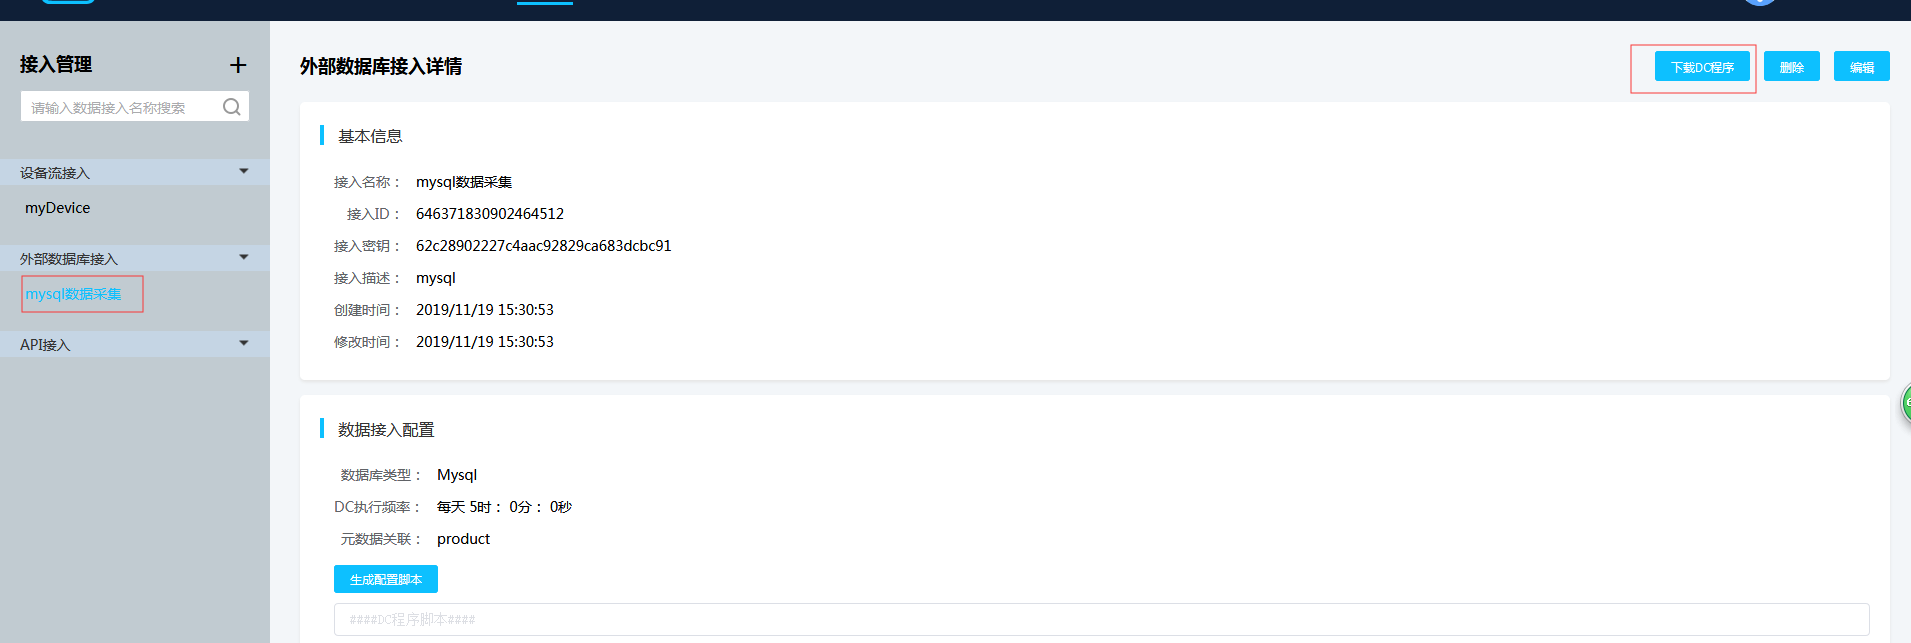 接入管理
请输入数据接入名称搜索
设备流接入
myDevice
外部数据库接入
mysql数据采集
API接入
外部数据库接入详情
下载DC程序
删除
编辑
基本信息
接入名称： mysql数据采集
接入ID： 646371830902464512
接入密钥： 62c28902227c4aac92829ca683dcbc91
接入描述： mysql
创建时间： 2019/11/19 15:30:53
修改时间： 2019/11/19 15:30:53
数据接入配置
数据库类型： Mysql
DC执行频率： 每天 5时： 0分： 0秒
元数据关联： product
生成配置脚本
####DC程序脚本####